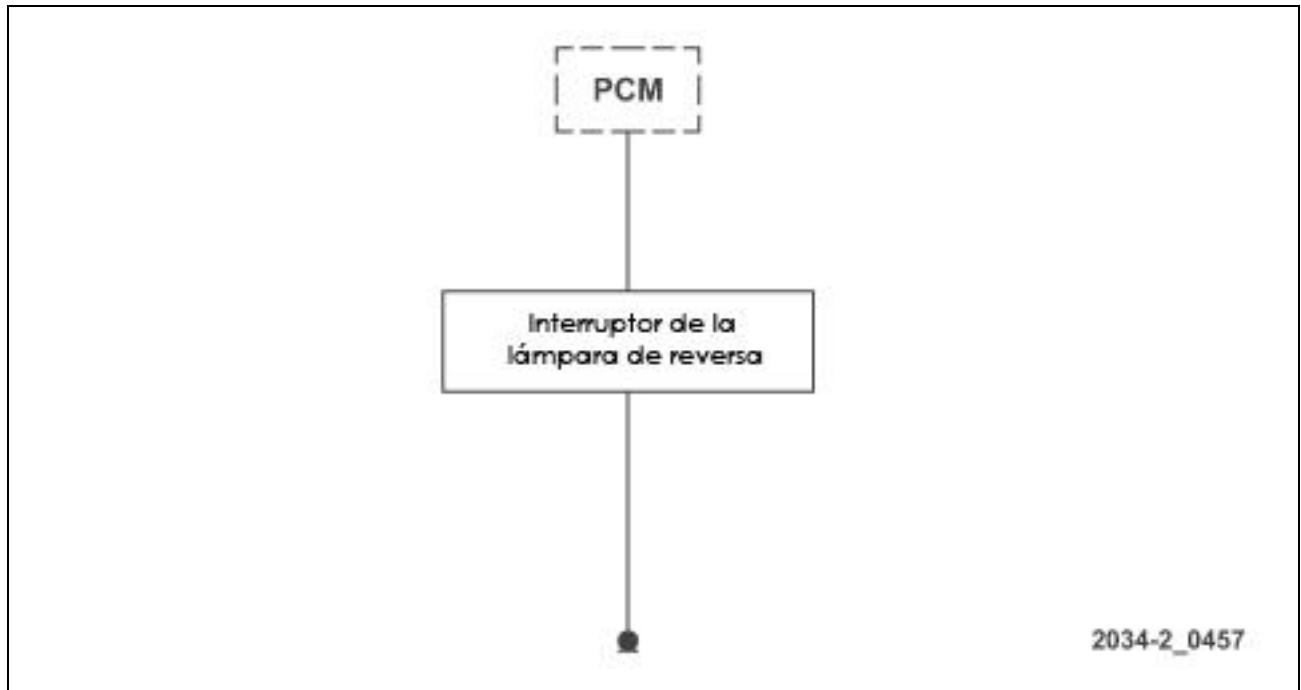 PCM
Interruptor de la
lámpara de reversa
2034-2_0457